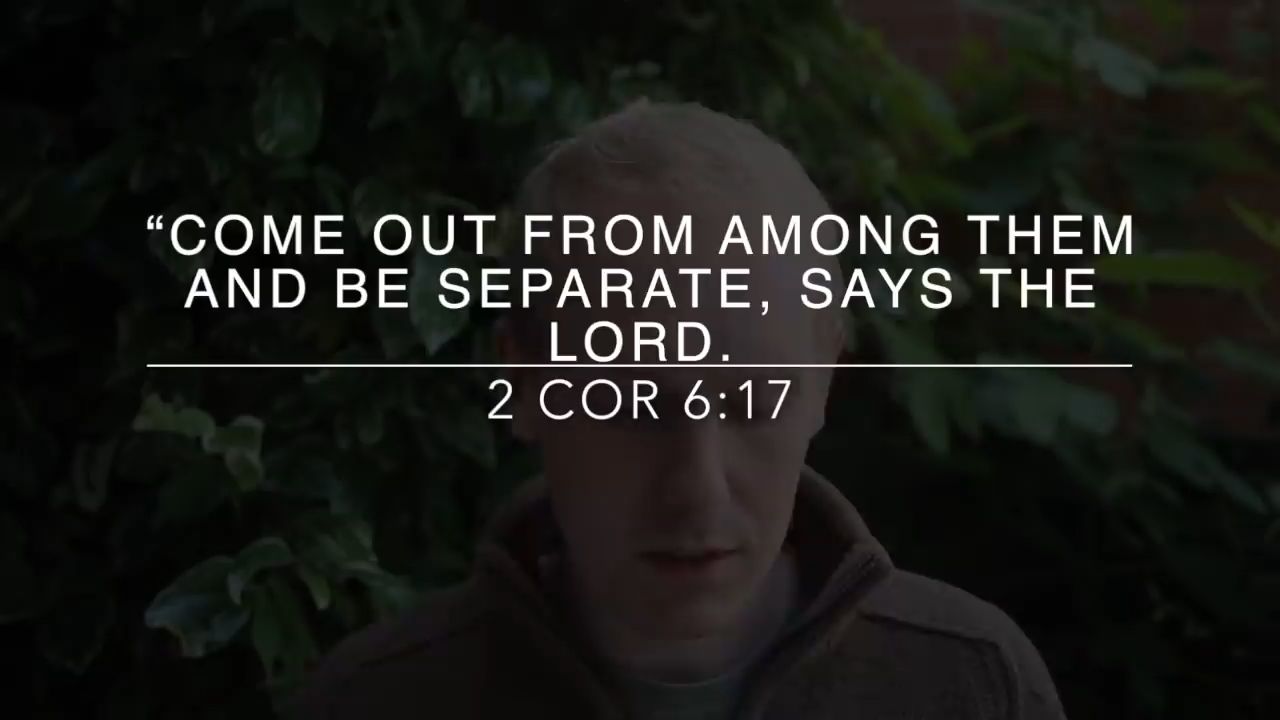 “COME OUT FROM AMONG THEM
AND BE SEPARATE, SAYS THE
LORD.
2 COR 6:17